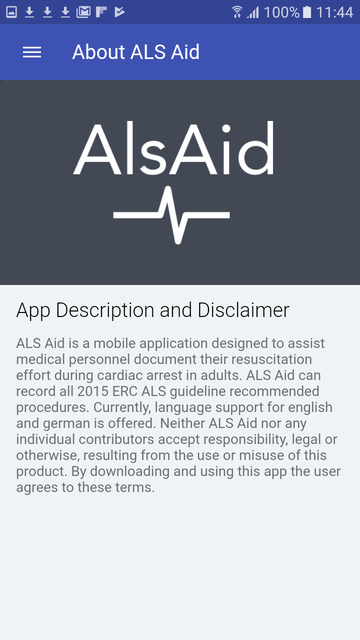 100% 11:44
About ALS Aid
AlsAid
App Description and Disclaimer
ALS Aid is a mobile application designed to assist
medical personnel document their resuscitation
effort during cardiac arrest in adults. ALS Aid can
record all 2015 ERC ALS guideline recommended
procedures. Currently, language support for english
and german is offered. Neither ALS Aid nor any
individual contributors accept responsibility, legal or
otherwise, resulting from the use or misuse of this
product. By downloading and using this app the user
agrees to these terms.